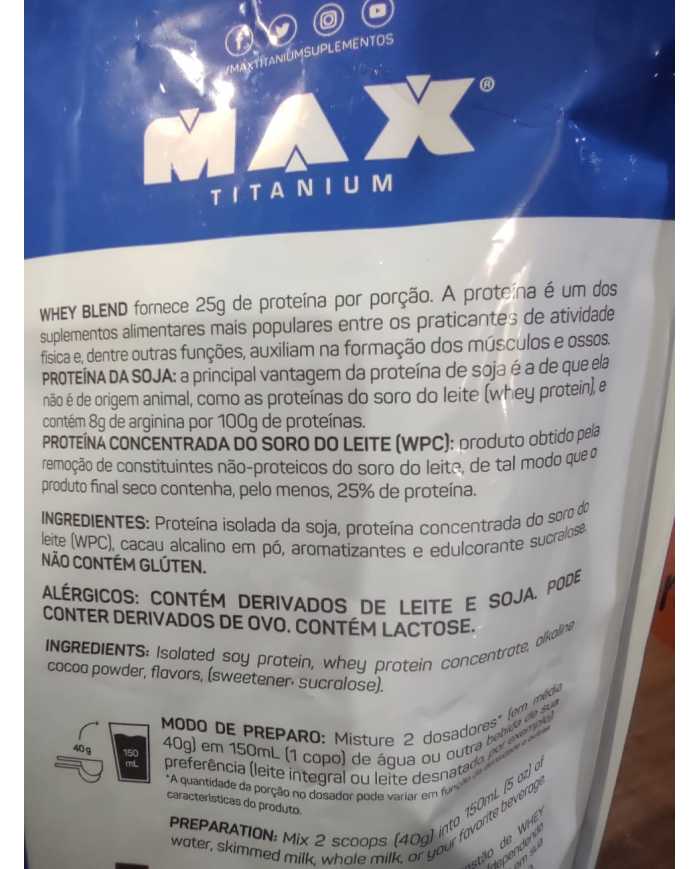 /MAXTITANIUMSUPLEMENTOS
MAX®
TITANIUM
WHEY BLEND fornece 25g de proteína por porção. A proteína é um dos
suplementos alimentares mais populares entre os praticantes de atividade
física e, dentre outras funções, auxiliam na formação dos músculos e ossos.
PROTEÍNA DA SOJA: a principal vantagem da proteína de soja é a de que ela
não é de origem animal, como as proteínas do soro do leite (whey protein), e
contém 8g de arginina por 100g de proteínas.
PROTEÍNA CONCENTRADA DO SORO DO LEITE (WPC): produto obtido pela
remoção de constituintes não-proteicos do soro do leite, de tal modo que o
produto final seco contenha, pelo menos, 25% de proteína.
INGREDIENTES: Proteína isolada da soja, proteína concentrada do soro do
leite (WPC), cacau alcalino em pó, aromatizantes e edulcorante sucralose.
NÃO CONTÉM GLÚTEN.
ALÉRGICOS: CONTÉM DERIVADOS DE LEITE E SOJA. PODE
CONTER DERIVADOS DE OVO. CONTÉM LACTOSE.
INGREDIENTS: Isolated soy protein, whey protein concentrate, alkaline
cocoa powder, flavors, (sweetener: sucralose).
40g
150
mL
MODO DE PREPARO: Misture 2 dosadores* (em média
40g) em 150mL (1 copo) de água ou outra bebida de sua
preferência (leite integral ou leite desnatado, por exemplo)
*A quantidade da porção no dosador pode variar em função da densidade e outras
características do produto.
PREPARATION: Mix 2 scoops (40g) into 150mL (5 oz) of
water, skimmed milk, whole milk, or your favorite beverage.
de WHEY
em sua